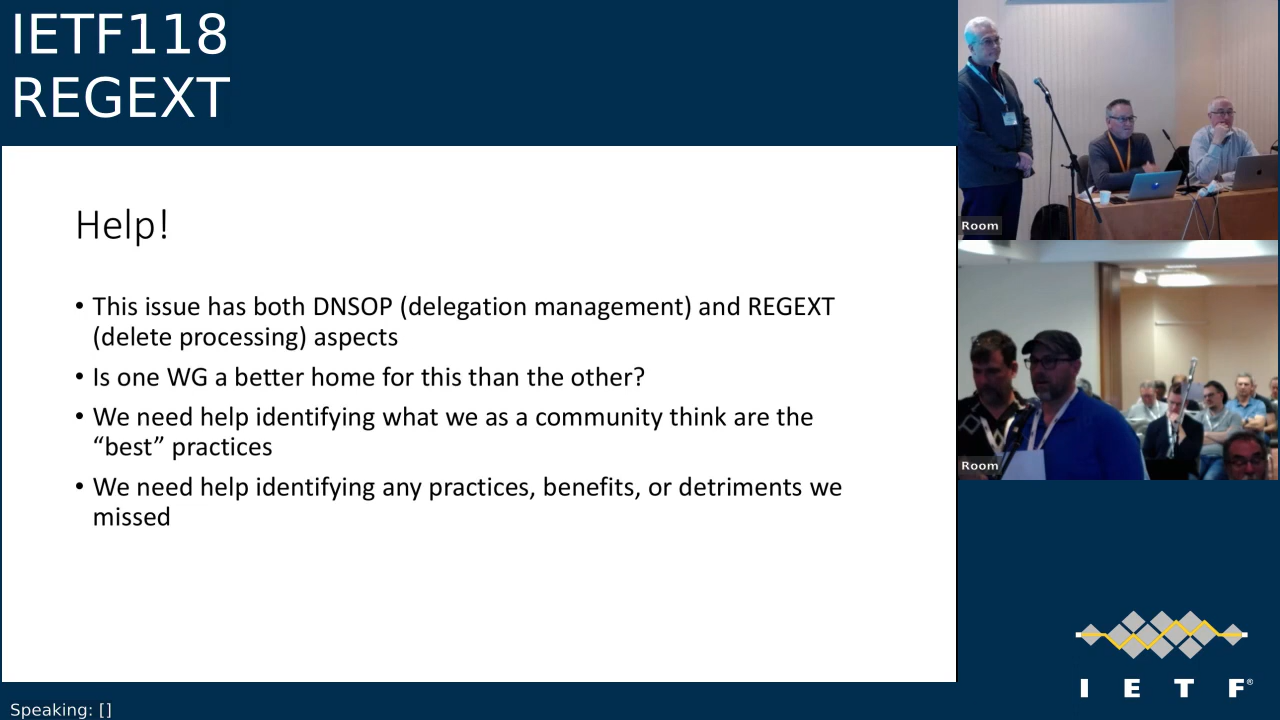 IETF118
REGEXT
Help!
• This issue has both DNSOP (delegation management) and REGEXT
(delete processing) aspects
• Is one WG a better home for this than the other?
• We need help identifying what we as a community think are the
“best” practices
• We need help identifying any practices, benefits, or detriments we
missed
Room
Room
I E T F®
Speaking: []